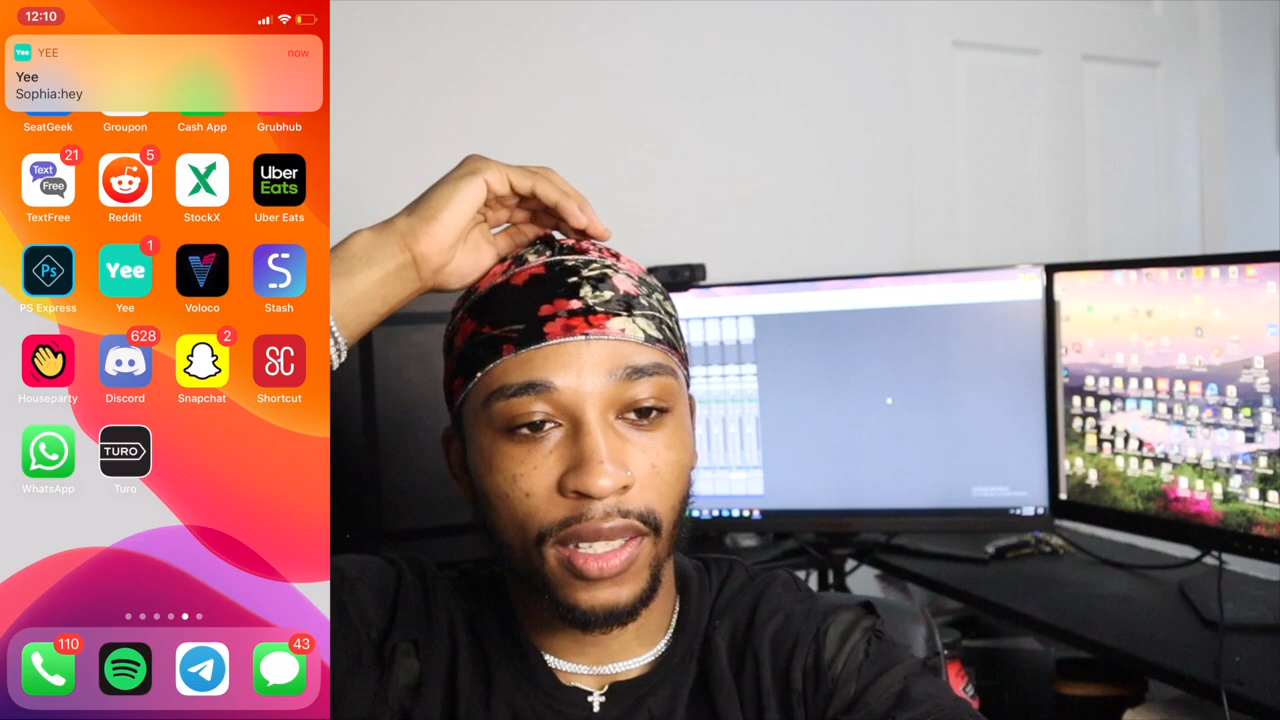 12:10
Yee YEE now
Yee
Sophia:hey
SeatGeek Groupon Cash App Grubhub
21 5
Text Free Uber Eats
TextFree Reddit StockX Uber Eats
1
Ps Yee S
PS Express Yee Voloco Stash
628 2
SC
Houseparty Discord Snapchat Shortcut
TURO
WhatsApp Turo
110 43